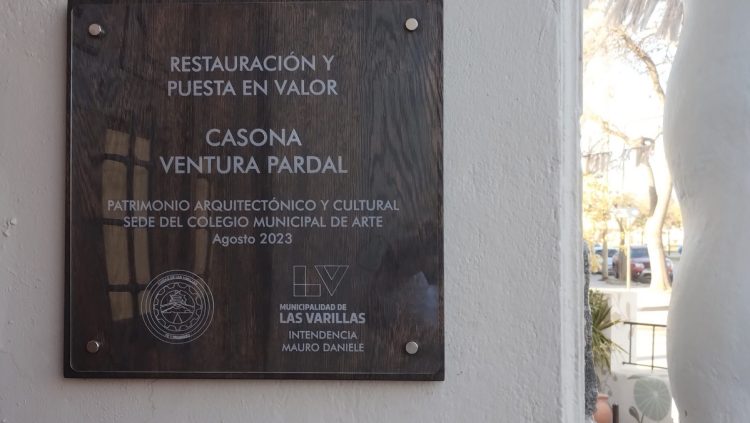 RESTAURACIÓN Y
PUESTA EN VALOR
CASONA
VENTURA PARDAL
PATRIMONIO ARQUITECTÓNICO Y CULTURAL
SEDE DEL COLEGIO MUNICIPAL DE ARTE
Agosto 2023
LV
MUNICIPALIDAD DE
LAS VARILLAS
INTENDENCIA
MAURO DANIELE